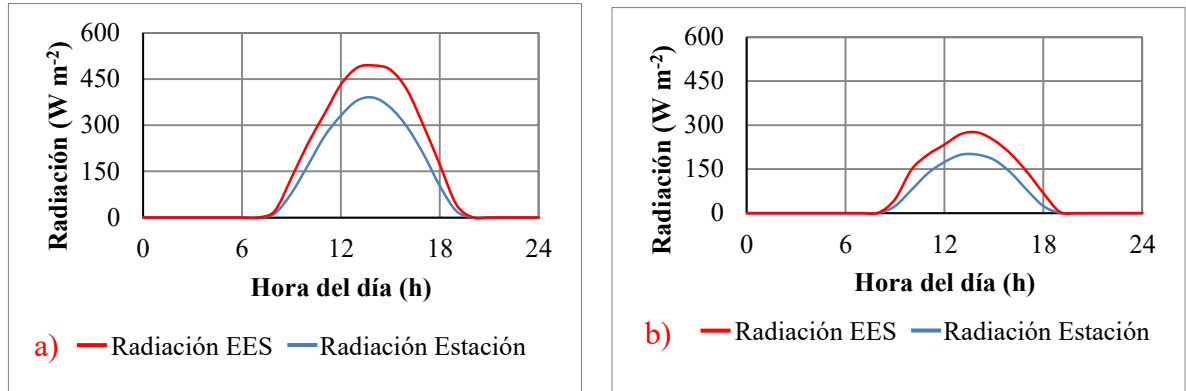 Radiación (W m-2)
600
450
300
150
0
0 6 12 18 24
Hora del día (h)
a) Radiación EES Radiación Estación
Radiación (W m-2)
600
450
300
150
0
0 6 12 18 24
Hora del día (h)
b) Radiación EES Radiación Estación